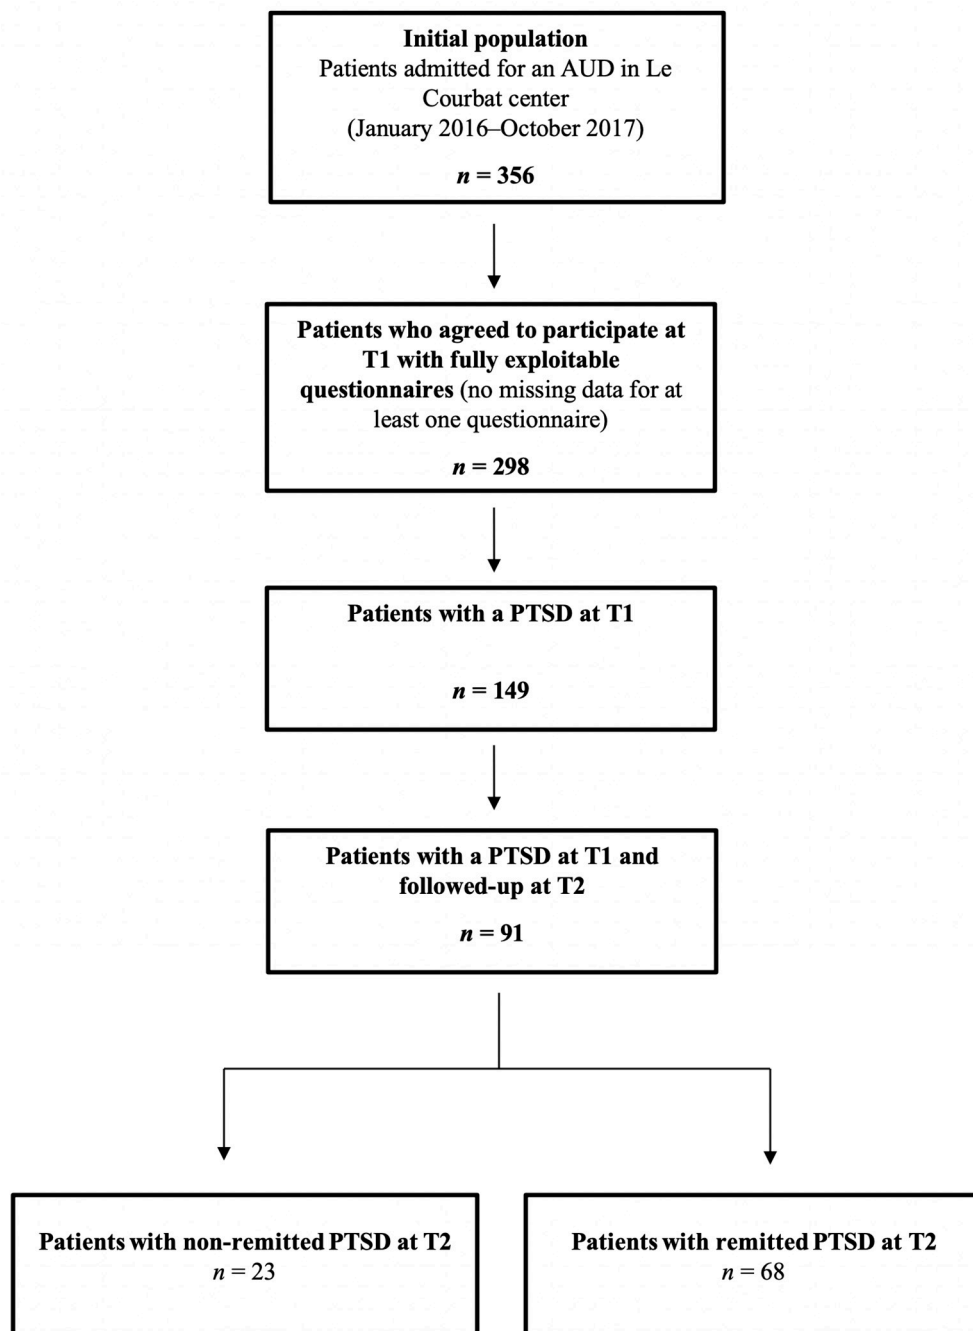 Initial population
Patients admitted for an AUD in Le
Courbat center
(January 2016–October 2017)
n = 356
Patients who agreed to participate at
T1 with fully exploitable
questionnaires (no missing data for at
least one questionnaire)
n = 298
Patients with a PTSD at T1
n = 149
Patients with a PTSD at T1 and
followed-up at T2
n = 91
Patients with non-remitted PTSD at T2
n = 23
Patients with remitted PTSD at T2
n = 68